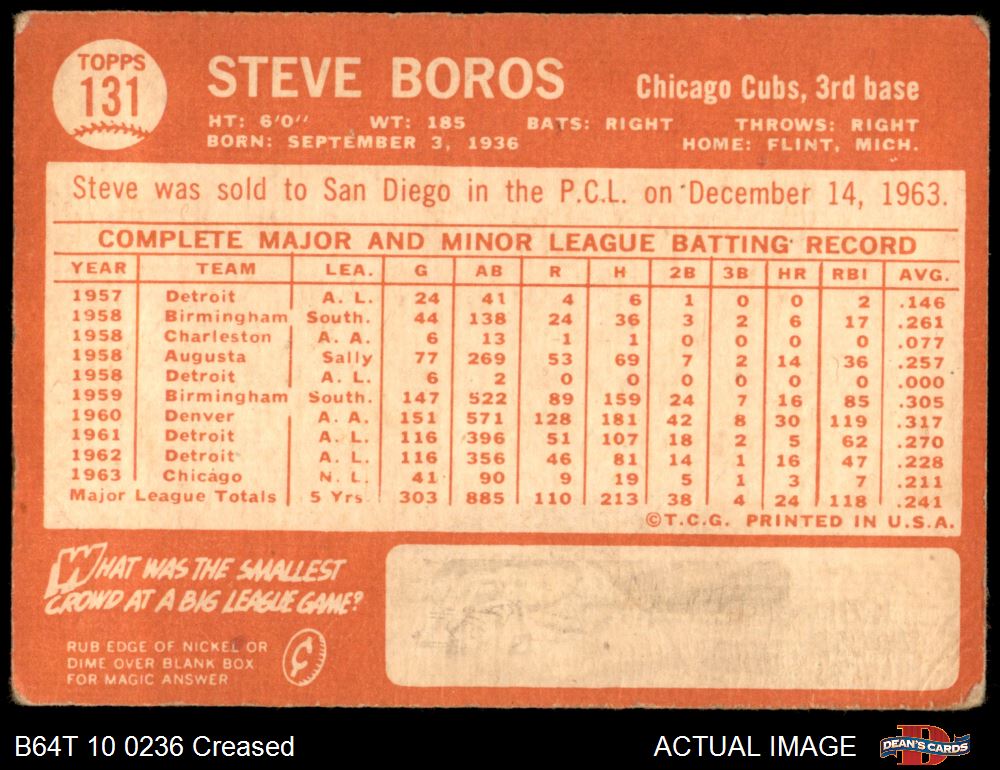 TOPPS
131
STEVE BOROS
Chicago Cubs, 3rd base
HT: 6'0" WT: 185 BATS: RIGHT THROWS: RIGHT
BORN: SEPTEMBER 3, 1936 HOME: FLINT, MICH.
Steve was sold to San Diego in the P.C.L. on December 14, 1963.
COMPLETE MAJOR AND MINOR LEAGUE BATTING RECORD
YEAR TEAM LEA. G AB R H 2B 3B HR RBI AVG.
1957 Detroit A. L. 24 41 4 6 1 0 0 2 .146
1958 Birmingham South. 44 138 24 36 3 2 6 17 .261
1958 Charleston A. A. 6 13 1 1 0 0 0 0 .077
1958 Augusta Sally 77 269 53 69 7 2 14 36 .257
1958 Detroit A. L. 6 2 0 0 0 0 0 0 .000
1959 Birmingham South. 147 522 89 159 24 7 16 85 .305
1960 Denver A. A. 151 571 128 181 42 8 30 119 .317
1961 Detroit A. L. 116 396 51 107 18 2 5 62 .270
1962 Detroit A. L. 116 356 46 81 14 1 16 47 .228
1963 Chicago N. L. 41 90 9 19 5 1 3 7 .211
Major League Totals 5 Yrs. 303 885 110 213 38 4 24 118 .241
©T.C.G. PRINTED IN U.S.A.
WHAT WAS THE SMALLEST
CROWD AT A BIG LEAGUE GAME?
RUB EDGE OF NICKEL OR
DIME OVER BLANK BOX
FOR MAGIC ANSWER
¢
B64T 10 0236 Creased
ACTUAL IMAGE
D
DEAN'S CARDS